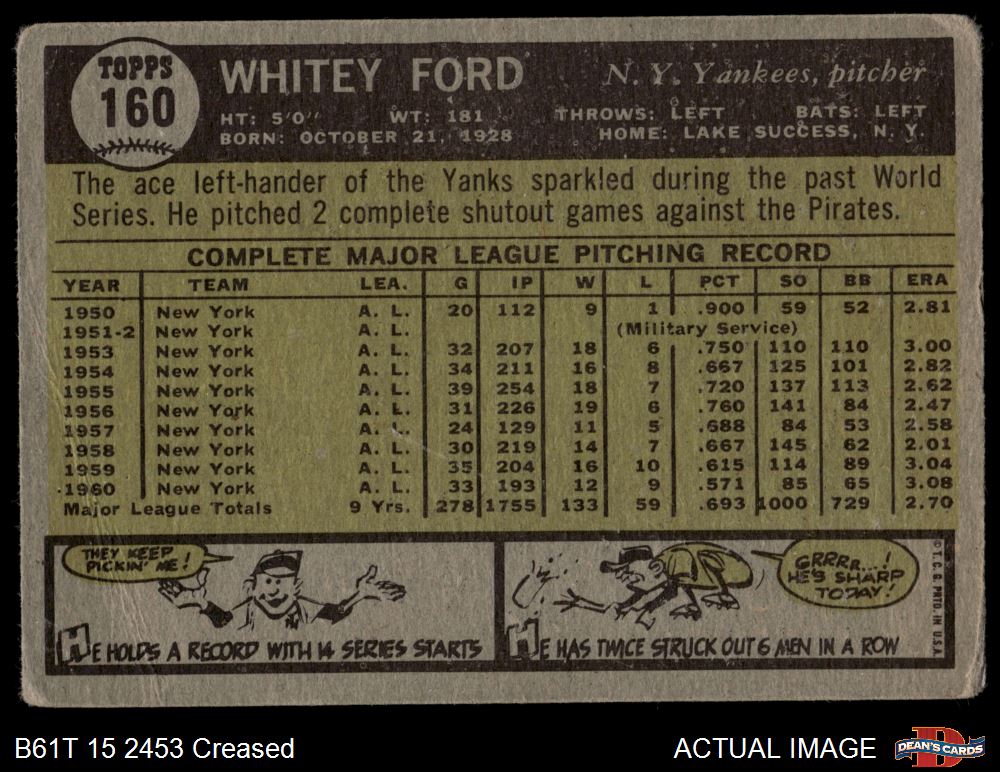 TOPPS
160
WHITEY FORD
N. Y. Yankees, pitcher
HT: 5'0" WT: 181 THROWS: LEFT BATS: LEFT
BORN: OCTOBER 21, 1928 HOME: LAKE SUCCESS, N. Y.
The ace left-hander of the Yanks sparkled during the past World
Series. He pitched 2 complete shutout games against the Pirates.
COMPLETE MAJOR LEAGUE PITCHING RECORD
YEAR TEAM LEA. G IP W L PCT SO BB ERA
1950 New York A. L. 20 112 9 1 .900 59 52 2.81
1951-2 New York A. L. (Military Service)
1953 New York A. L. 32 207 18 6 .750 110 110 3.00
1954 New York A. L. 34 211 16 8 .667 125 101 2.82
1955 New York A. L. 39 254 18 7 .720 137 113 2.62
1956 New York A. L. 31 226 19 6 .760 141 84 2.47
1957 New York A. L. 24 129 11 5 .688 84 53 2.58
1958 New York A. L. 30 219 14 7 .667 145 62 2.01
1959 New York A. L. 35 204 16 10 .615 114 89 3.04
1960 New York A. L. 33 193 12 9 .571 85 65 3.08
Major League Totals 9 Yrs. 278 1755 133 59 .693 1000 729 2.70
THEY KEEP
PICKIN' ME!
HE HOLDS A RECORD WITH 14 SERIES STARTS
GRRRR...!
HE'S SHARP
TODAY!
HE HAS TWICE STRUCK OUT 6 MEN IN A ROW
© T.C.G. PRTD. IN U.S.A.
B61T 15 2453 Creased
ACTUAL IMAGE
DEAN'S CARDS